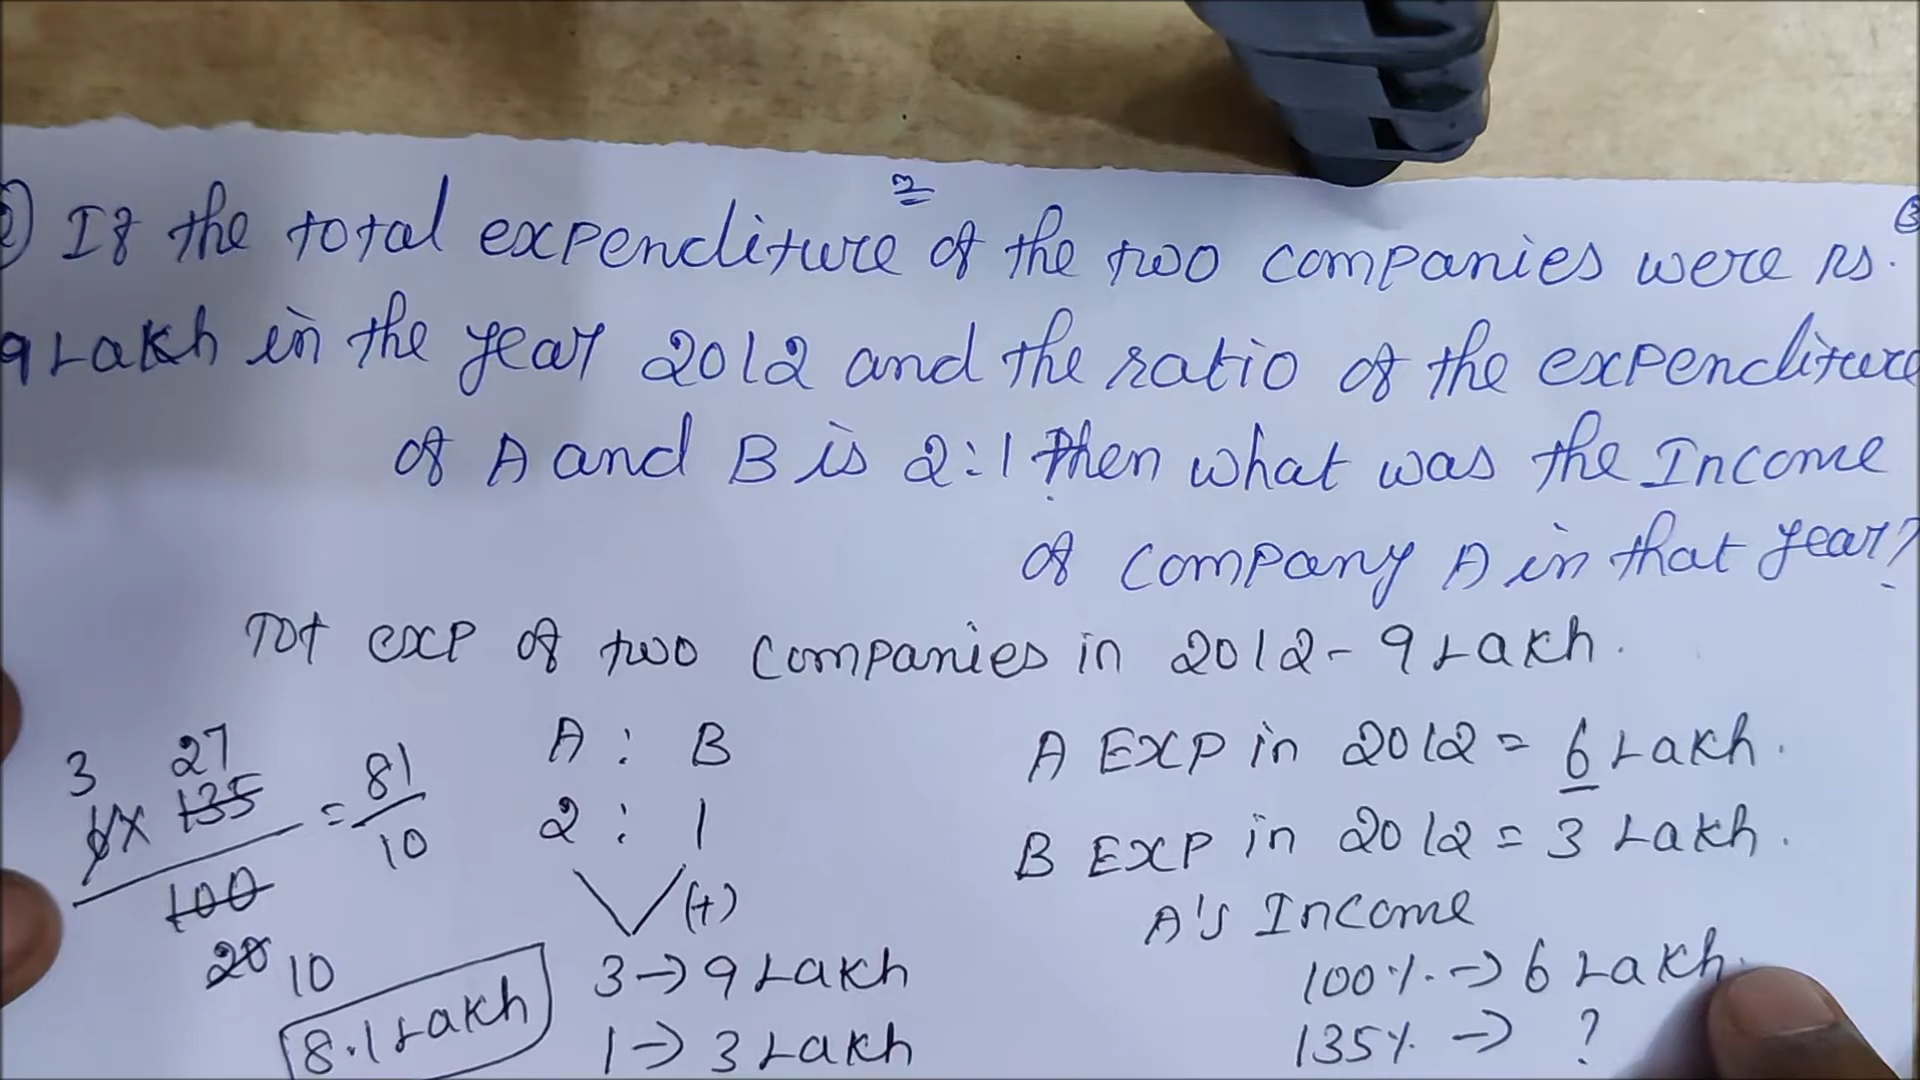 2) If the total expenditure of the two companies were rs.
9 Lakh in the year 2012 and the ratio of the expenditure
of A and B is 2:1 then what was the Income
of company A in that year?
Tot exp of two companies in 2012 - 9 Lakh.
3 27
6 x 135 = 81
100 10
20 10
8.1 Lakh
A : B
2 : 1
(+)
3 → 9 Lakh
1 → 3 Lakh
A Exp in 2012 = 6 Lakh.
B Exp in 2012 = 3 Lakh.
A's Income
100% → 6 Lakh.
135% → ?